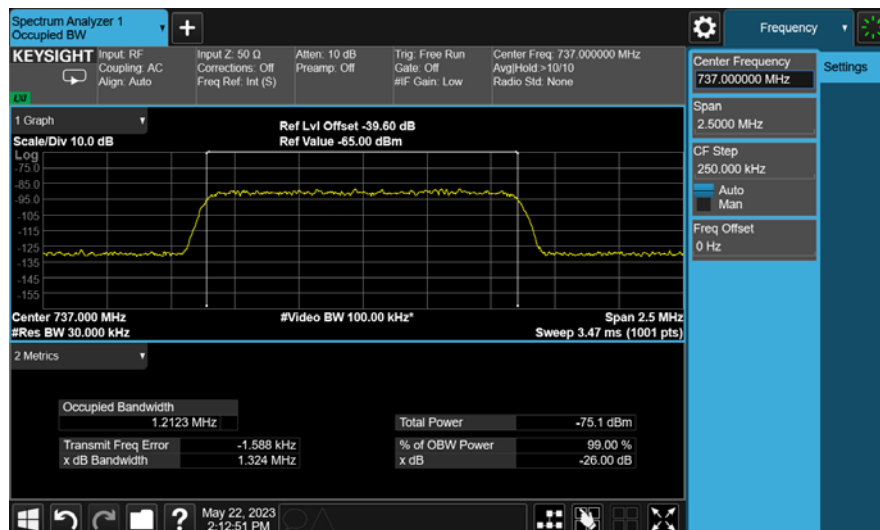 Spectrum Analyzer 1
Occupied BW
Frequency
KEYSIGHT
Input: RF
Coupling: AC
Align: Auto
Input Z: 50 Ω
Corrections: Off
Freq Ref: Int (S)
Atten: 10 dB
Preamp: Off
Trig: Free Run
Gate: Off
#IF Gain: Low
Center Freq: 737.000000 MHz
Avg|Hold:>10/10
Radio Std: None
LXI
Center Frequency
737.000000 MHz
Settings
Span
2.5000 MHz
CF Step
250.000 kHz
Auto
Man
Freq Offset
0 Hz
1 Graph
Scale/Div 10.0 dB
Ref Lvl Offset -39.60 dB
Ref Value -65.00 dBm
Log
-75.0
-85.0
-95.0
-105
-115
-125
-135
-145
-155
Center 737.000 MHz
#Video BW 100.00 kHz*
Span 2.5 MHz
#Res BW 30.000 kHz
Sweep 3.47 ms (1001 pts)
2 Metrics
Occupied Bandwidth
1.2123 MHz
Total Power -75.1 dBm
Transmit Freq Error -1.588 kHz
% of OBW Power 99.00 %
x dB Bandwidth 1.324 MHz
x dB -26.00 dB
May 22, 2023
2:12:51 PM